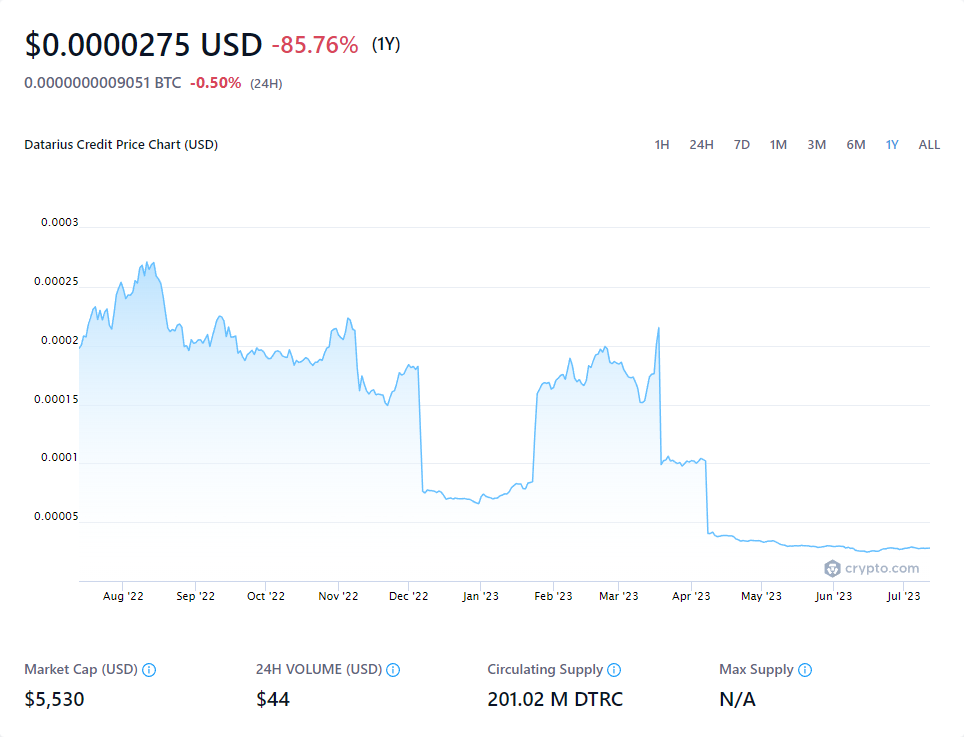 $0.0000275 USD -85.76% (1Y)
0.0000000009051 BTC -0.50% (24H)
Datarius Credit Price Chart (USD)
1H 24H 7D 1M 3M 6M 1Y ALL
0.0003
0.00025
0.0002
0.00015
0.0001
0.00005
crypto.com
Aug '22 Sep '22 Oct '22 Nov '22 Dec '22 Jan '23 Feb '23 Mar '23 Apr '23 May '23 Jun '23 Jul '23
Market Cap (USD) 24H VOLUME (USD) Circulating Supply Max Supply
$5,530 $44 201.02 M DTRC N/A